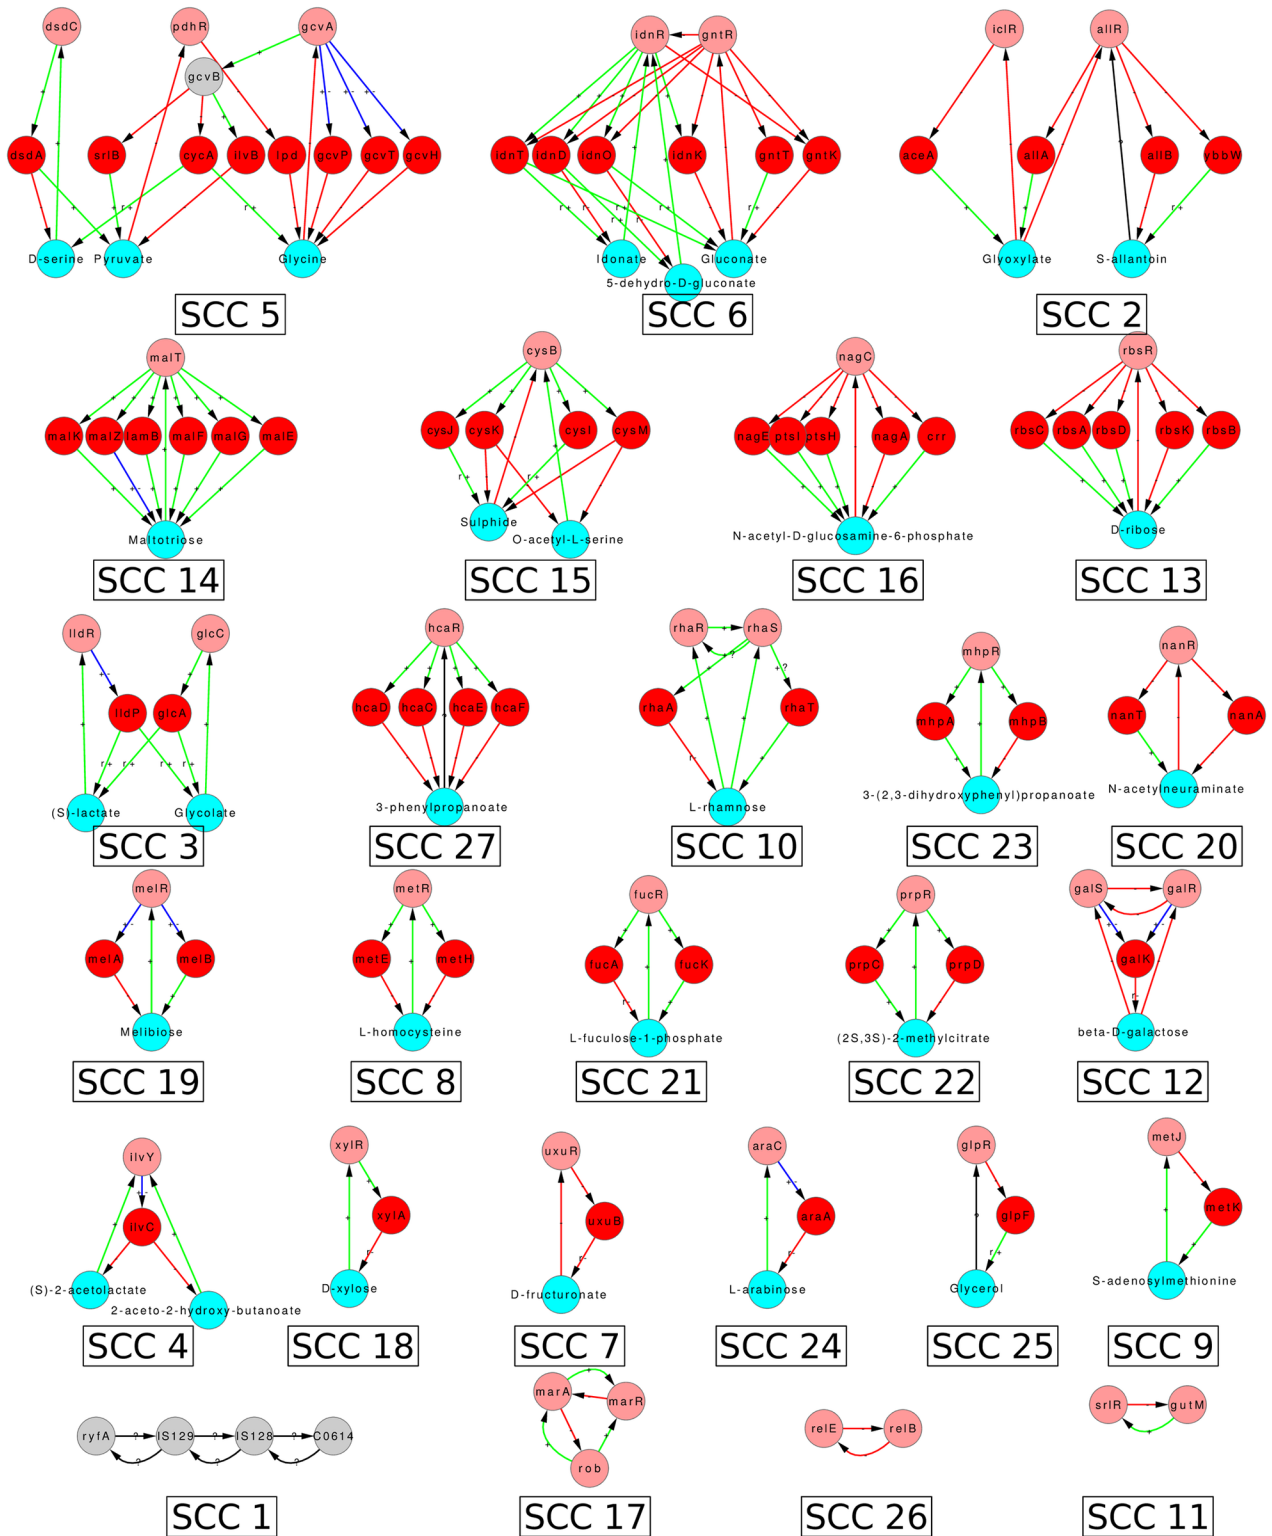 dsdC pdhR gcvA
gcvB
dsdA srlB cycA ilvB lpd gcvP gcvT gcvH
D-serine Pyruvate Glycine
SCC 5
idnR gntR
idnT idnD idnO idnK gntT gntK
Idonate Gluconate
5-dehydro-D-gluconate
SCC 6
iclR allR
aceA allA allB ybbW
Glyoxylate S-allantoin
SCC 2
malT
malK malZ lamB malF malG malE
Maltotriose
SCC 14
cysB
cysJ cysK cysI cysM
Sulphide
O-acetyl-L-serine
SCC 15
nagC
nagE ptsI ptsH nagA crr
N-acetyl-D-glucosamine-6-phosphate
SCC 16
rbsR
rbsC rbsA rbsD rbsK rbsB
D-ribose
SCC 13
lldR glcC
lldP glcA
(S)-lactate Glycolate
SCC 3
hcaR
hcaD hcaC hcaE hcaF
3-phenylpropanoate
SCC 27
rhaR rhaS
rhaA rhaT
L-rhamnose
SCC 10
mhpR
mhpA mhpB
3-(2,3-dihydroxyphenyl)propanoate
SCC 23
nanR
nanT nanA
N-acetylneuraminate
SCC 20
melR
melA melB
Melibiose
SCC 19
metR
metE metH
L-homocysteine
SCC 8
fucR
fucA fucK
L-fuculose-1-phosphate
SCC 21
prpR
prpC prpD
(2S,3S)-2-methylcitrate
SCC 22
galS galR
galK
beta-D-galactose
SCC 12
ilvY
ilvC
(S)-2-acetolactate
2-aceto-2-hydroxy-butanoate
SCC 4
xylR
xylA
D-xylose
SCC 18
uxuR
uxuB
D-fructuronate
SCC 7
araC
araA
L-arabinose
SCC 24
glpR
glpF
Glycerol
SCC 25
metJ
metK
S-adenosylmethionine
SCC 9
ryfA IS129 IS128 C0614
SCC 1
marA marR
rob
SCC 17
relE relB
SCC 26
srlR gutM
SCC 11